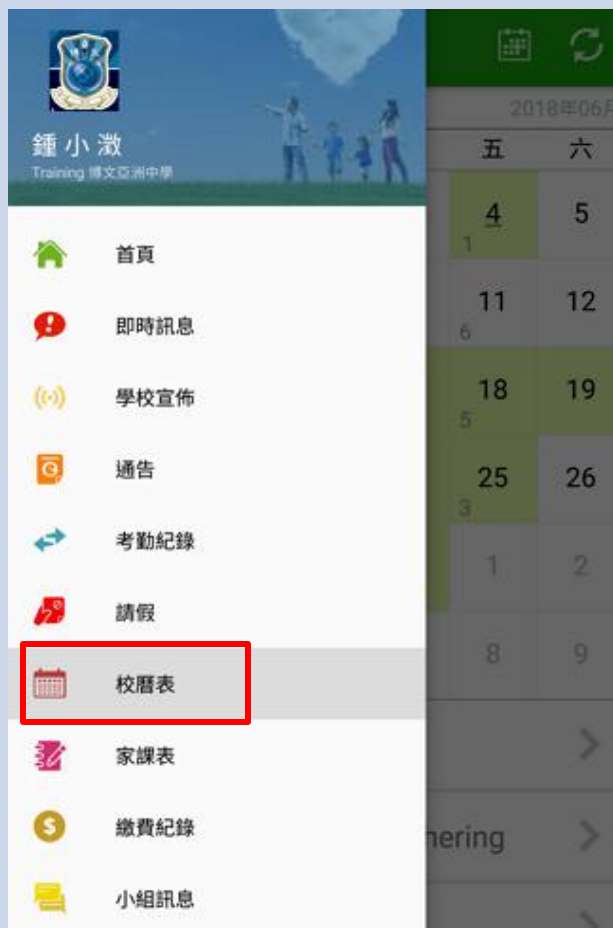 鍾小澂
Training 博文亞洲中學
首頁
即時訊息
學校宣佈
通告
考勤紀錄
請假
校曆表
家課表
繳費紀錄
小組訊息
2018年06月
五 六
4 5
1
11 12
6
18 19
5
25 26
3
1 2
8 9
nering